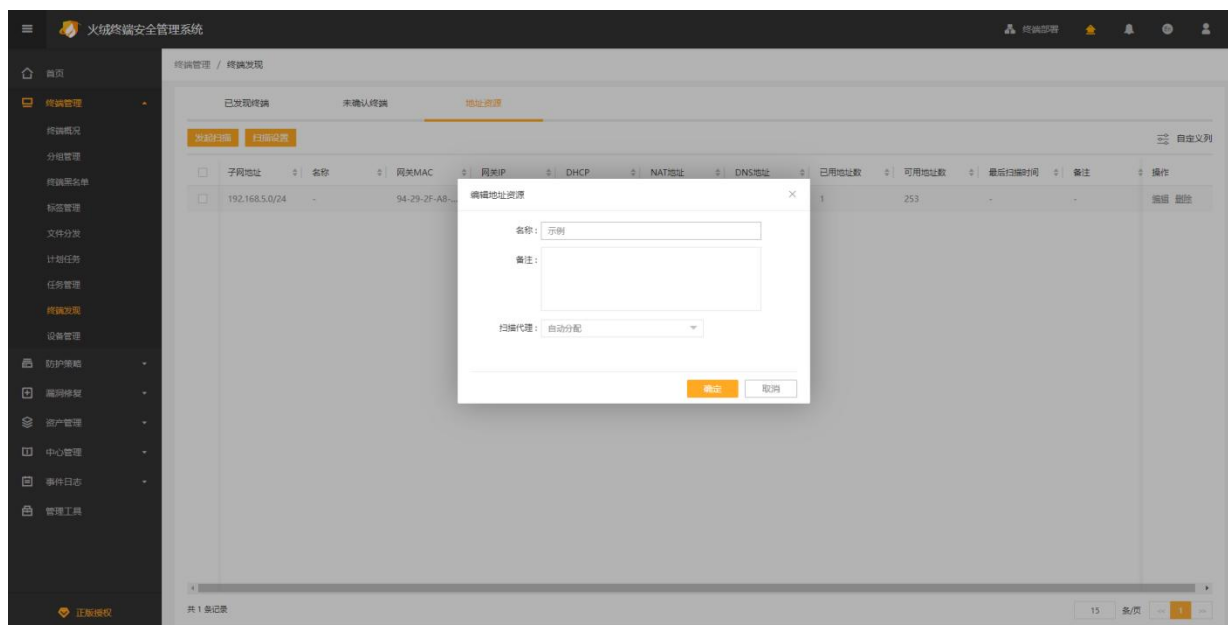 火绒终端安全管理系统
终端部署
首页
终端管理
终端概况
分组管理
终端黑名单
标签管理
文件分发
计划任务
任务管理
终端发现
设备管理
防护策略
漏洞修复
资产管理
中心管理
事件日志
管理工具
正版授权
终端管理 / 终端发现
已发现终端 未确认终端 地址资源
发起扫描 扫描设置 自定义列
子网地址 名称 网关MAC 网关IP DHCP NAT地址 DNS地址 已用地址数 可用地址数 最后扫描时间 备注 操作
192.168.5.0/24 - 94-29-2F-A8-... 1 253 - - 编辑 删除
编辑地址资源
名称： 示例
备注：
扫描代理： 自动分配
确定 取消
共 1 条记录 15 条/页 1